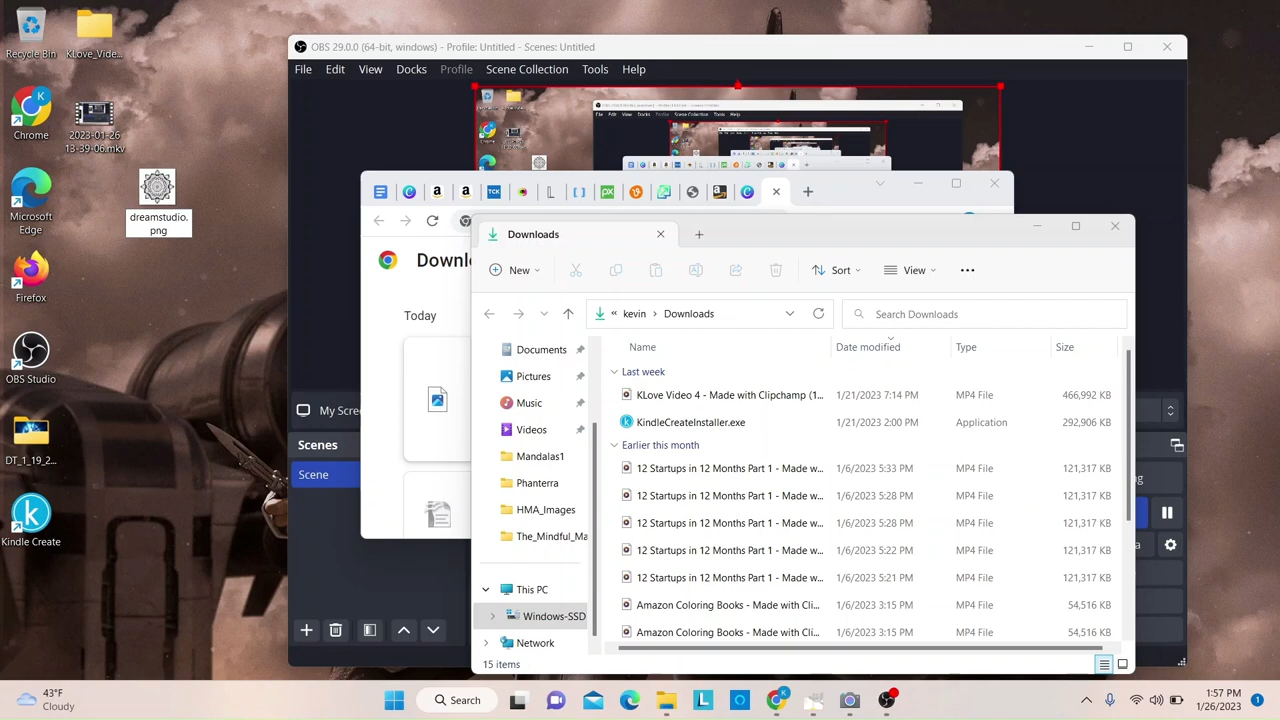 Recycle Bin
KLove_Vide...
Chrome
2023-01-26
13-39-06.mkv
Microsoft
Edge
dreamstudio.
png
Firefox
OBS Studio
DT_1_19_2...
Kindle Create
OBS 29.0.0 (64-bit, windows) - Profile: Untitled - Scenes: Untitled
File Edit View Docks Profile Scene Collection Tools Help
TCK
px
Downl
Today
My Scre
Scenes
Scene
Downloads
New
Sort
View
« kevin > Downloads
Search Downloads
Name Date modified Type Size
Documents
Pictures
Music
Videos
Mandalas1
Phanterra
HMA_Images
The_Mindful_Ma
This PC
Windows-SSD
Network
Last week
KLove Video 4 - Made with Clipchamp (1... 1/21/2023 7:14 PM MP4 File 466,992 KB
KindleCreateInstaller.exe 1/21/2023 2:00 PM Application 292,906 KB
Earlier this month
12 Startups in 12 Months Part 1 - Made w... 1/6/2023 5:33 PM MP4 File 121,317 KB
12 Startups in 12 Months Part 1 - Made w... 1/6/2023 5:28 PM MP4 File 121,317 KB
12 Startups in 12 Months Part 1 - Made w... 1/6/2023 5:28 PM MP4 File 121,317 KB
12 Startups in 12 Months Part 1 - Made w... 1/6/2023 5:22 PM MP4 File 121,317 KB
12 Startups in 12 Months Part 1 - Made w... 1/6/2023 5:21 PM MP4 File 121,317 KB
Amazon Coloring Books - Made with Cli... 1/6/2023 3:15 PM MP4 File 54,516 KB
Amazon Coloring Books - Made with Cli... 1/6/2023 3:15 PM MP4 File 54,516 KB
15 items
43°F
Cloudy
Search
1:57 PM
1/26/2023
1